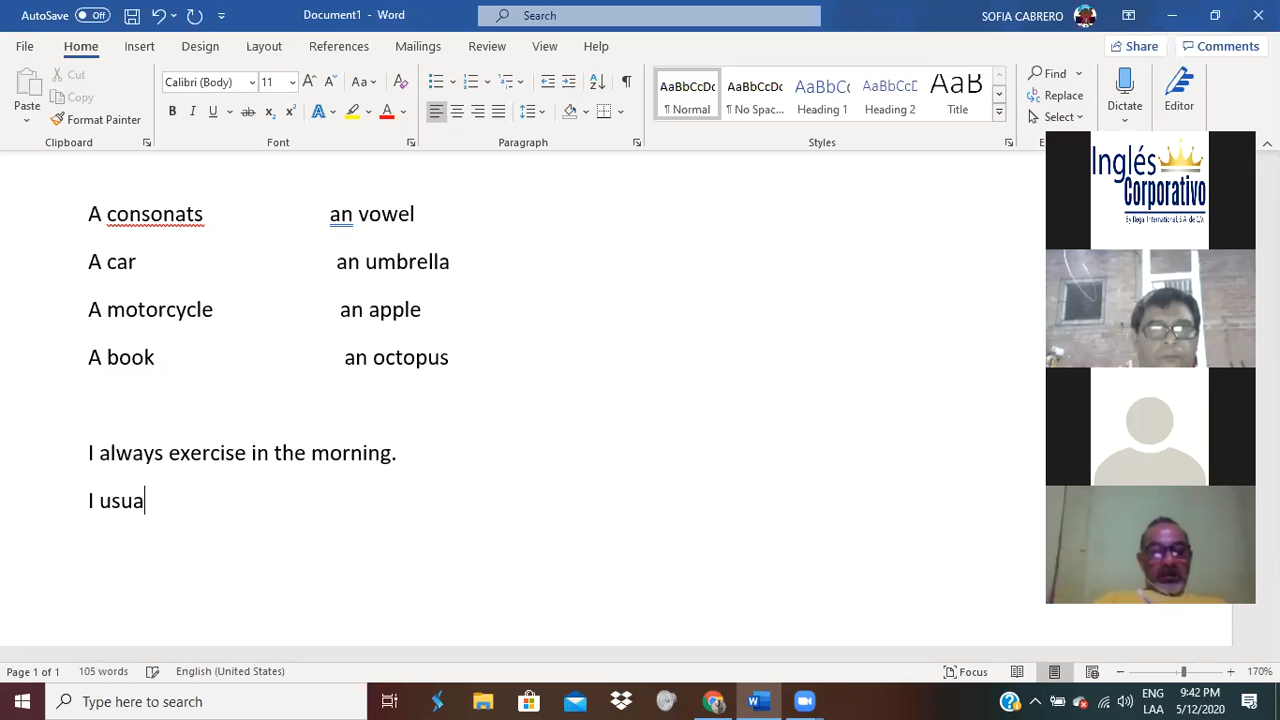 AutoSave Off Document1 - Word Search SOFIA CABRERO
File Home Insert Design Layout References Mailings Review View Help Share Comments
Paste Cut Copy Format Painter Clipboard
Calibri (Body) 11 Font
Paragraph
AaBbCcDc ¶ Normal AaBbCcDc ¶ No Spac... AaBbCc Heading 1 AaBbCcE Heading 2 AaB Title Styles
Find Replace Select
Dictate Editor
Inglés
Corporativo
By Regal International, S.A. de C.V.
A consonats an vowel
A car an umbrella
A motorcycle an apple
A book an octopus
I always exercise in the morning.
I usua
Page 1 of 1 105 words English (United States) Focus 170%
Type here to search ENG LAA 9:42 PM 5/12/2020